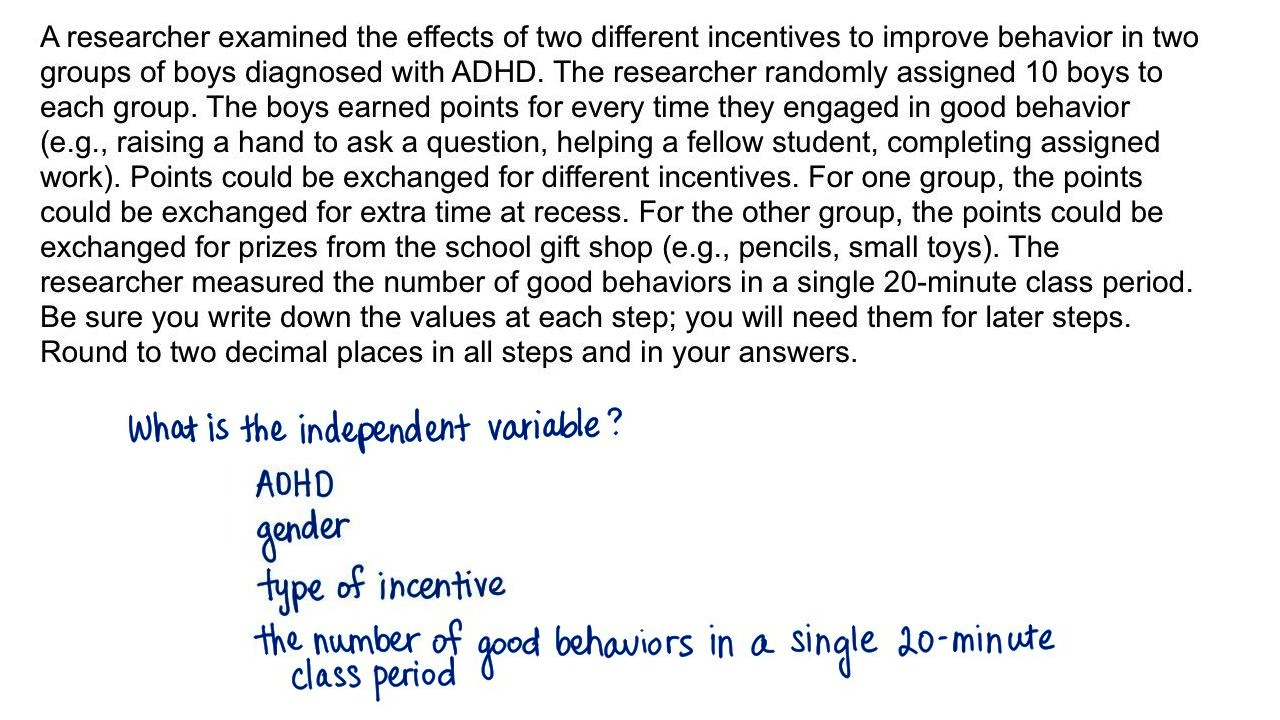 A researcher examined the effects of two different incentives to improve behavior in two
groups of boys diagnosed with ADHD. The researcher randomly assigned 10 boys to
each group. The boys earned points for every time they engaged in good behavior
(e.g., raising a hand to ask a question, helping a fellow student, completing assigned
work). Points could be exchanged for different incentives. For one group, the points
could be exchanged for extra time at recess. For the other group, the points could be
exchanged for prizes from the school gift shop (e.g., pencils, small toys). The
researcher measured the number of good behaviors in a single 20-minute class period.
Be sure you write down the values at each step; you will need them for later steps.
Round to two decimal places in all steps and in your answers.
What is the independent variable?
ADHD
gender
type of incentive
the number of good behaviors in a single 20-minute
class period